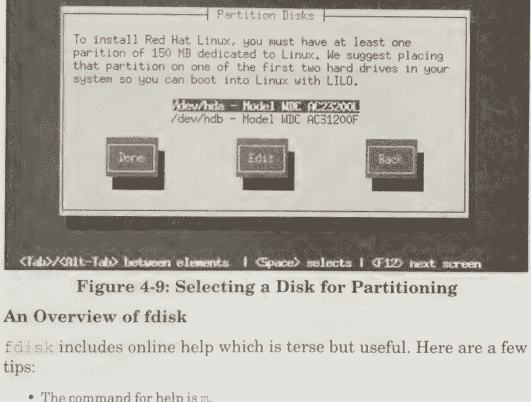 Partition Disks
To install Red Hat Linux, you must have at least one
parition of 150 MB dedicated to Linux. We suggest placing
that partition on one of the first two hard drives in your
system so you can boot into Linux with LILO.
/dev/hda - Model WDC AC23200L
/dev/hdb - Model WDC AC31200F
Done Edit Back
<Tab>/<Alt-Tab> between elements | <Space> selects | <F12> next screen
Figure 4-9: Selecting a Disk for Partitioning
An Overview of fdisk
fdisk includes online help which is terse but useful. Here are a few
tips:
• The command for help is m.